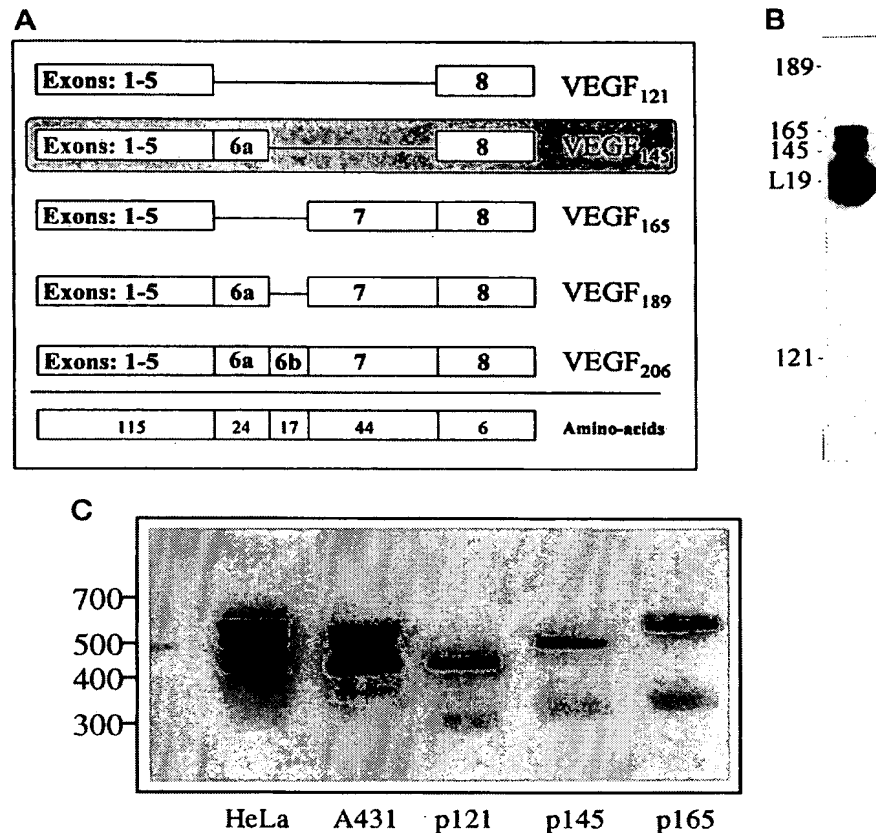 A
Exons: 1-5 8 VEGF121
Exons: 1-5 6a 8 VEGF145
Exons: 1-5 7 8 VEGF165
Exons: 1-5 6a 7 8 VEGF189
Exons: 1-5 6a 6b 7 8 VEGF206
115 24 17 44 6 Amino-acids
B
189
165
145
L19
121
C
700
500
400
300
HeLa A431 p121 p145 p165